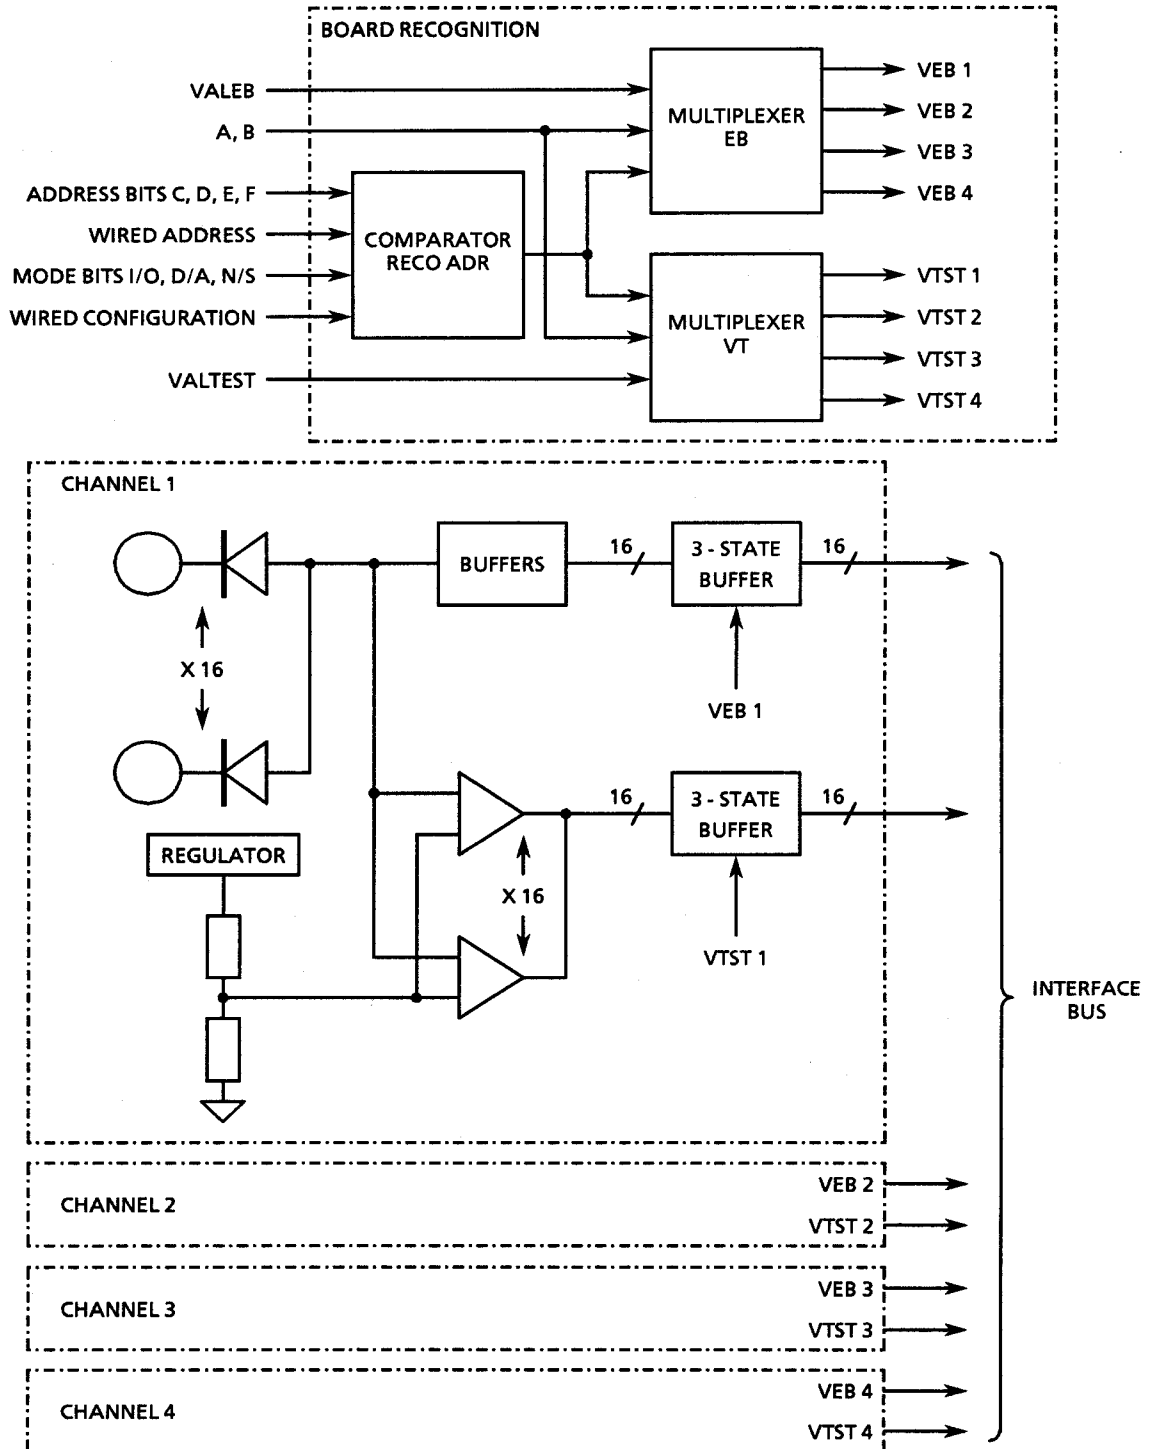 BOARD RECOGNITION
VALEB
A, B
ADDRESS BITS C, D, E, F
WIRED ADDRESS
MODE BITS I/O, D/A, N/S
WIRED CONFIGURATION
VALTEST
COMPARATOR
RECO ADR
MULTIPLEXER
EB
VEB 1
VEB 2
VEB 3
VEB 4
MULTIPLEXER
VT
VTST 1
VTST 2
VTST 3
VTST 4
CHANNEL 1
X 16
BUFFERS
16
3 - STATE
BUFFER
16
VEB 1
REGULATOR
X 16
16
3 - STATE
BUFFER
16
VTST 1
INTERFACE
BUS
CHANNEL 2
VEB 2
VTST 2
CHANNEL 3
VEB 3
VTST 3
CHANNEL 4
VEB 4
VTST 4